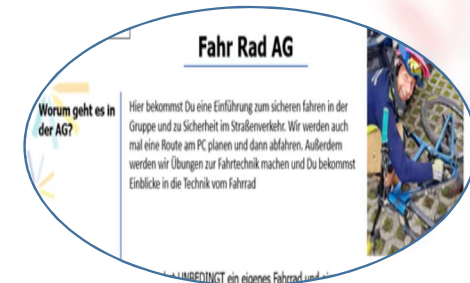 Fahr Rad AG
Worum geht es in
der AG?
Hier bekommst Du eine Einführung zum sicheren fahren in der
Gruppe und zu Sicherheit im Straßenverkehr. Wir werden auch
mal eine Route am PC planen und dann abfahren. Außerdem
werden wir Übungen zur Fahrtechnik machen und Du bekommst
Einblicke in die Technik vom Fahrrad
UNBEDINGT ein eigenes Fahrrad und